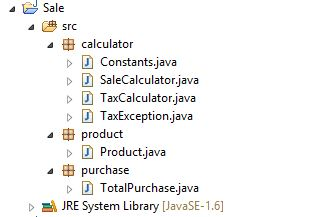 Sale
src
calculator
Constants.java
SaleCalculator.java
TaxCalculator.java
TaxException.java
product
Product.java
purchase
TotalPurchase.java
JRE System Library [JavaSE-1.6]